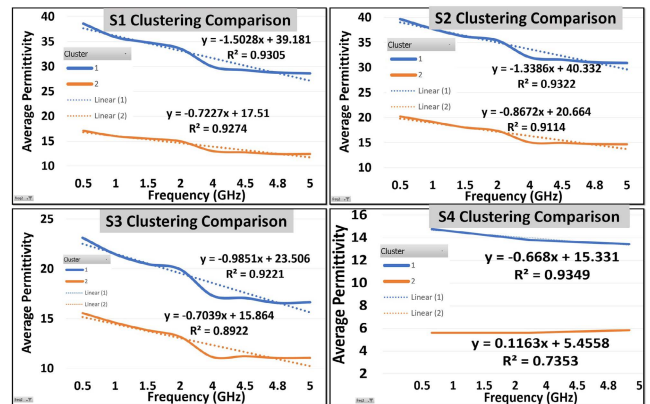 S1 Clustering Comparison
Average Permittivity
40
35
30
25
20
15
10
Cluster
1
2
Linear (1)
Linear (2)
y = -1.5028x + 39.181
R² = 0.9305
y = -0.7227x + 17.51
R² = 0.9274
0.5 1 1.5 2 4 4.5 4.8 5
Frequency (GHz)
S2 Clustering Comparison
Average Permittivity
40
35
30
25
20
15
10
Cluster
1
2
Linear (1)
Linear (2)
y = -1.3386x + 40.332
R² = 0.9322
y = -0.8672x + 20.664
R² = 0.9114
0.5 1 1.5 2 4 4.5 4.8 5
Frequency (GHz)
S3 Clustering Comparison
Average Permittivity
25
20
15
10
Cluster
1
2
Linear (1)
Linear (2)
y = -0.9851x + 23.506
R² = 0.9221
y = -0.7039x + 15.864
R² = 0.8922
0.5 1 1.5 2 4 4.5 4.8 5
Frequency (GHz)
S4 Clustering Comparison
Average Permittivity
16
14
12
10
8
6
4
2
Cluster
1
2
Linear (1)
Linear (2)
y = -0.668x + 15.331
R² = 0.9349
y = 0.1163x + 5.4558
R² = 0.7353
0.5 1 1.5 2 4 4.5 4.8 5
Frequency (GHz)